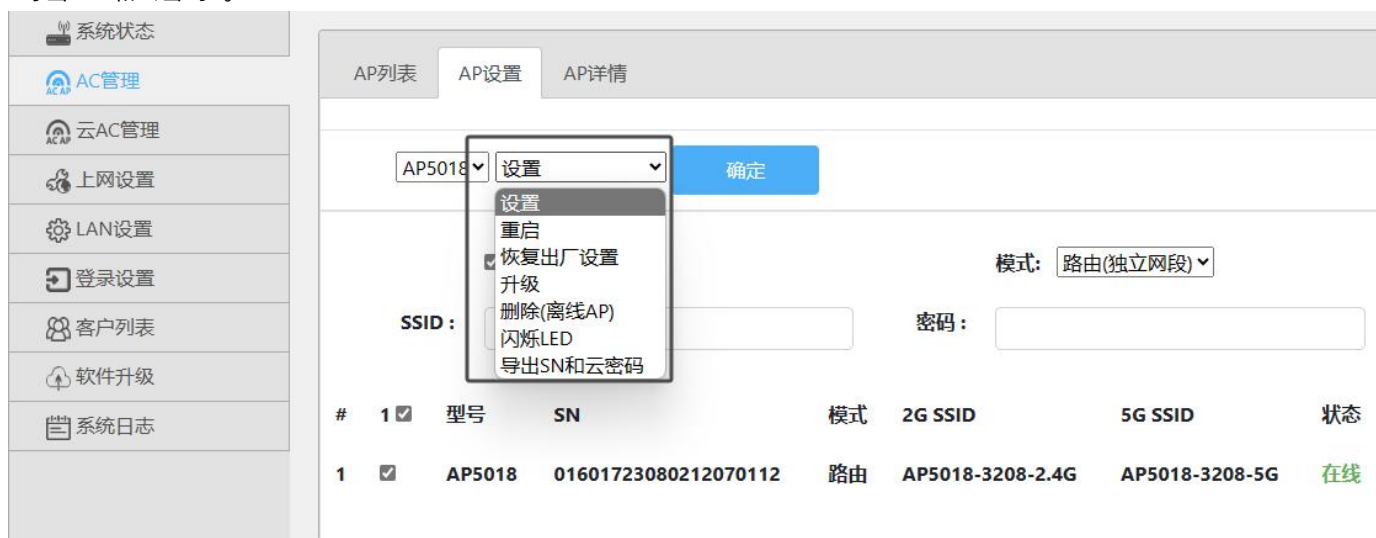 系统状态
AC管理
云AC管理
上网设置
LAN设置
登录设置
客户列表
软件升级
系统日志
AP列表 AP设置 AP详情
AP5018 设置 确定
设置
重启
恢复出厂设置
升级
删除(离线AP)
闪烁LED
导出SN和云密码
模式: 路由(独立网段)
SSID : 密码 :
# 1 型号 SN 模式 2G SSID 5G SSID 状态
1 AP5018 01601723080212070112 路由 AP5018-3208-2.4G AP5018-3208-5G 在线